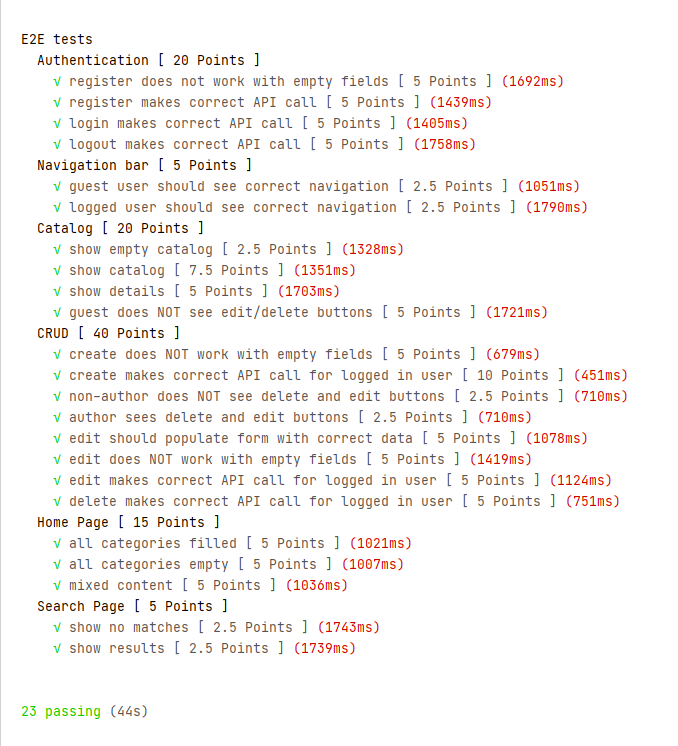 E2E tests
Authentication [ 20 Points ]
√ register does not work with empty fields [ 5 Points ] (1692ms)
√ register makes correct API call [ 5 Points ] (1439ms)
√ login makes correct API call [ 5 Points ] (1405ms)
√ logout makes correct API call [ 5 Points ] (1758ms)
Navigation bar [ 5 Points ]
√ guest user should see correct navigation [ 2.5 Points ] (1051ms)
√ logged user should see correct navigation [ 2.5 Points ] (1790ms)
Catalog [ 20 Points ]
√ show empty catalog [ 2.5 Points ] (1328ms)
√ show catalog [ 7.5 Points ] (1351ms)
√ show details [ 5 Points ] (1703ms)
√ guest does NOT see edit/delete buttons [ 5 Points ] (1721ms)
CRUD [ 40 Points ]
√ create does NOT work with empty fields [ 5 Points ] (679ms)
√ create makes correct API call for logged in user [ 10 Points ] (451ms)
√ non-author does NOT see delete and edit buttons [ 2.5 Points ] (710ms)
√ author sees delete and edit buttons [ 2.5 Points ] (710ms)
√ edit should populate form with correct data [ 5 Points ] (1078ms)
√ edit does NOT work with empty fields [ 5 Points ] (1419ms)
√ edit makes correct API call for logged in user [ 5 Points ] (1124ms)
√ delete makes correct API call for logged in user [ 5 Points ] (751ms)
Home Page [ 15 Points ]
√ all categories filled [ 5 Points ] (1021ms)
√ all categories empty [ 5 Points ] (1007ms)
√ mixed content [ 5 Points ] (1036ms)
Search Page [ 5 Points ]
√ show no matches [ 2.5 Points ] (1743ms)
√ show results [ 2.5 Points ] (1739ms)
23 passing (44s)